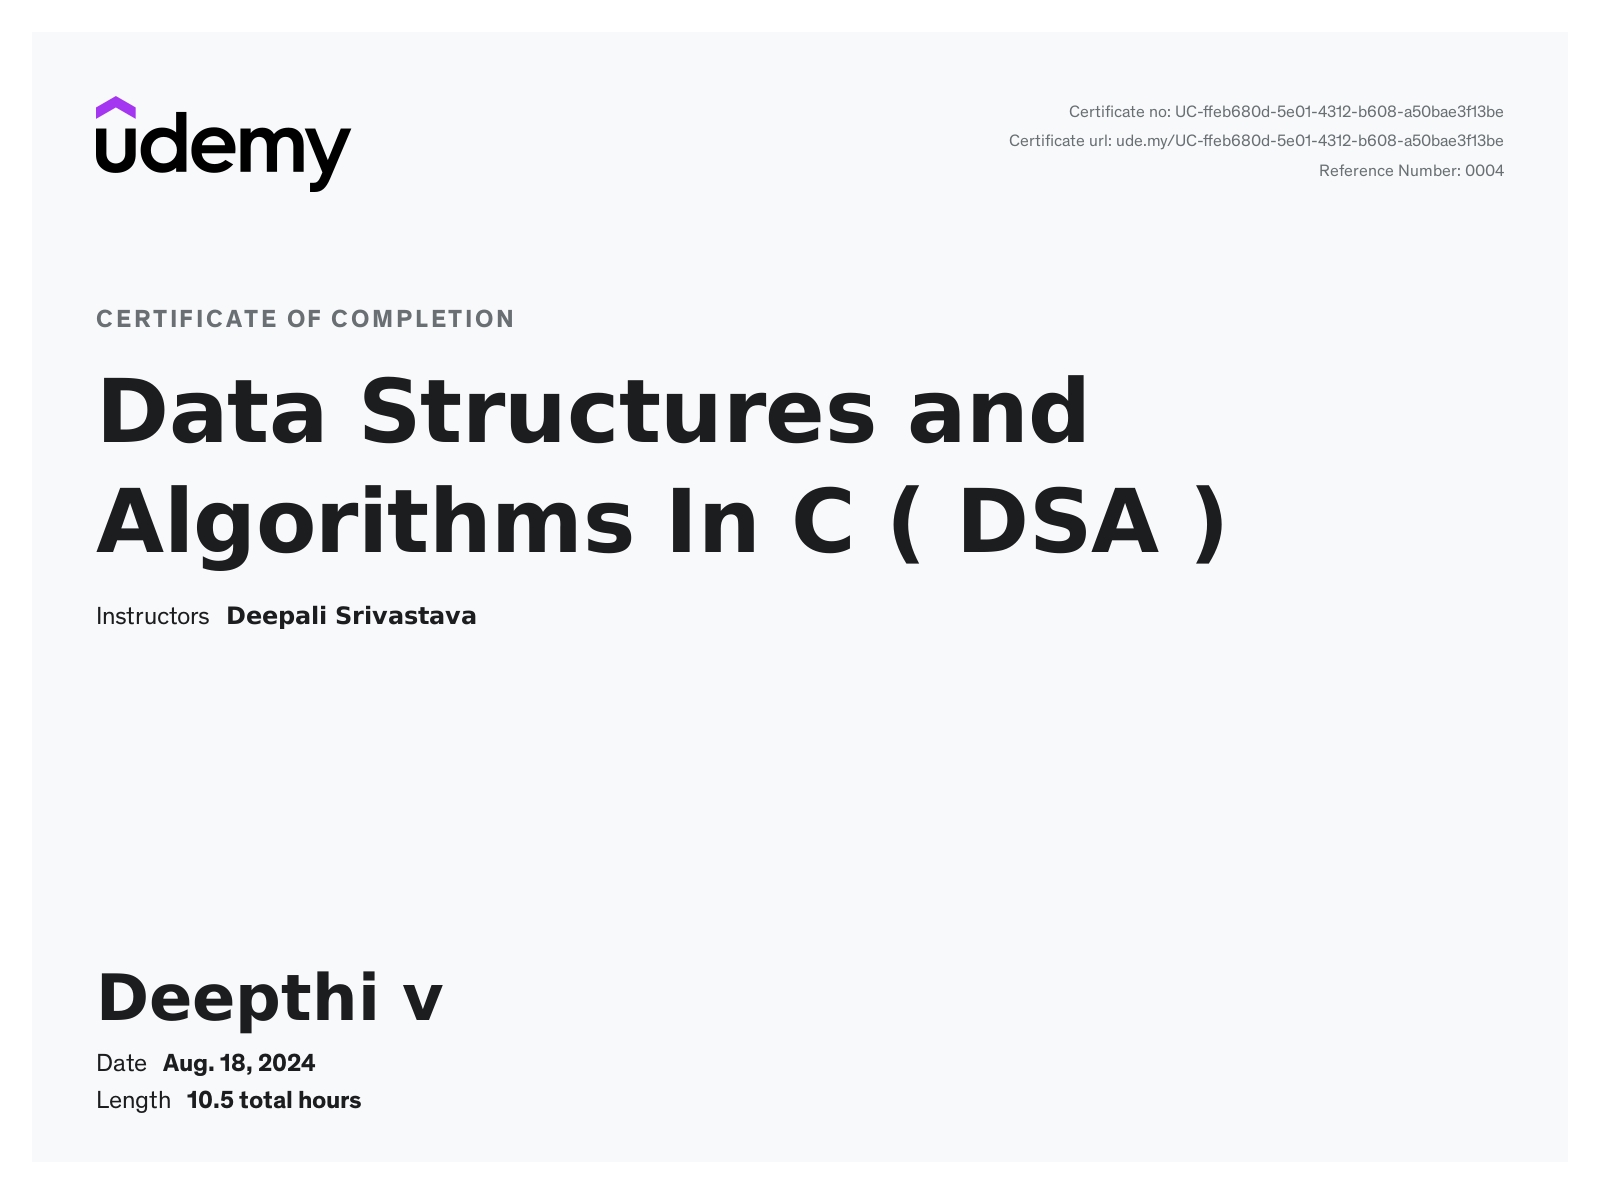 udemy
Certificate no: UC-ffeb680d-5e01-4312-b608-a50bae3f13be
Certificate url: ude.my/UC-ffeb680d-5e01-4312-b608-a50bae3f13be
Reference Number: 0004
CERTIFICATE OF COMPLETION
Data Structures and
Algorithms In C ( DSA )
Instructors Deepali Srivastava
Deepthi v
Date Aug. 18, 2024
Length 10.5 total hours